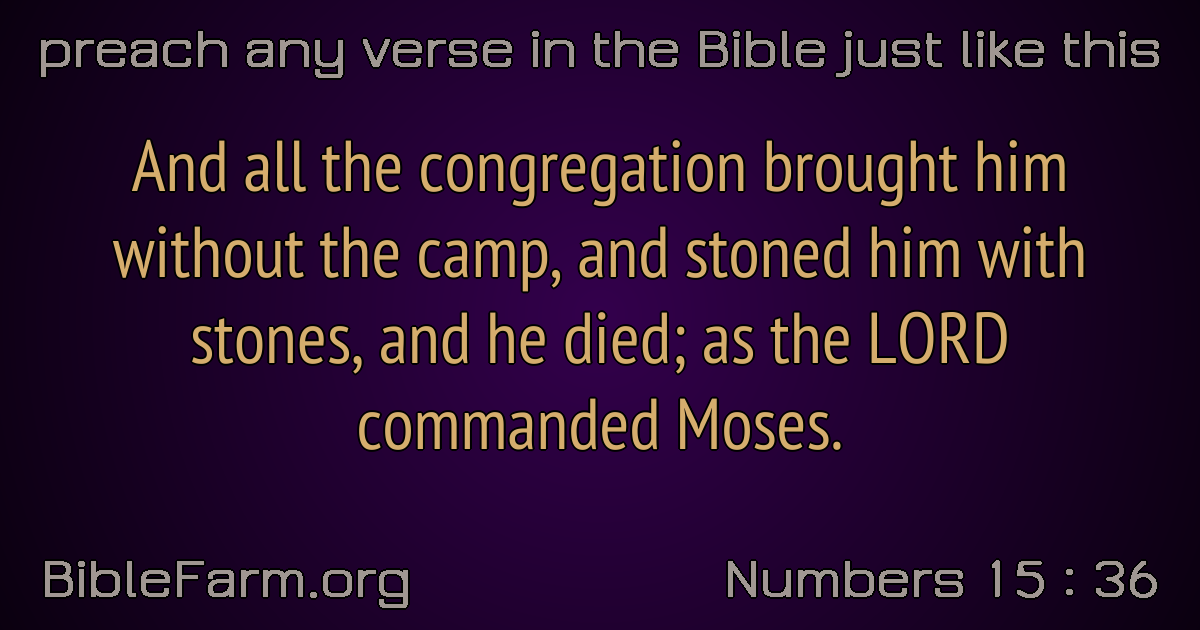 preach any verse in the Bible just like this
And all the congregation brought him
without the camp, and stoned him with
stones, and he died; as the LORD
commanded Moses.
BibleFarm.org
Numbers 15 : 36